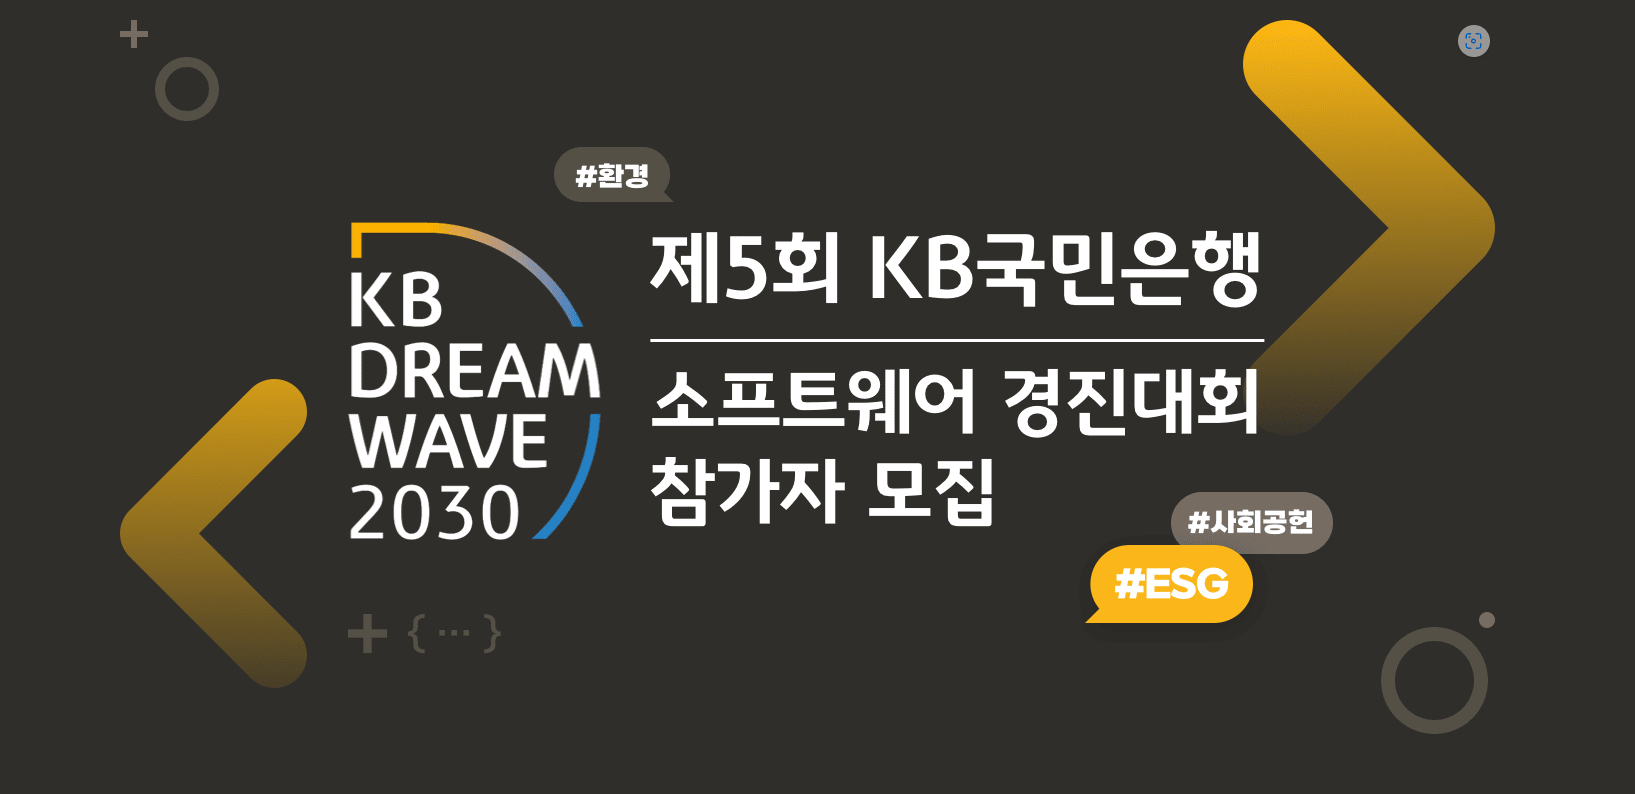 #환경
KB
DREAM
WAVE
2030
제5회 KB국민은행
소프트웨어 경진대회
참가자 모집
#사회공헌
#ESG
{ ··· }